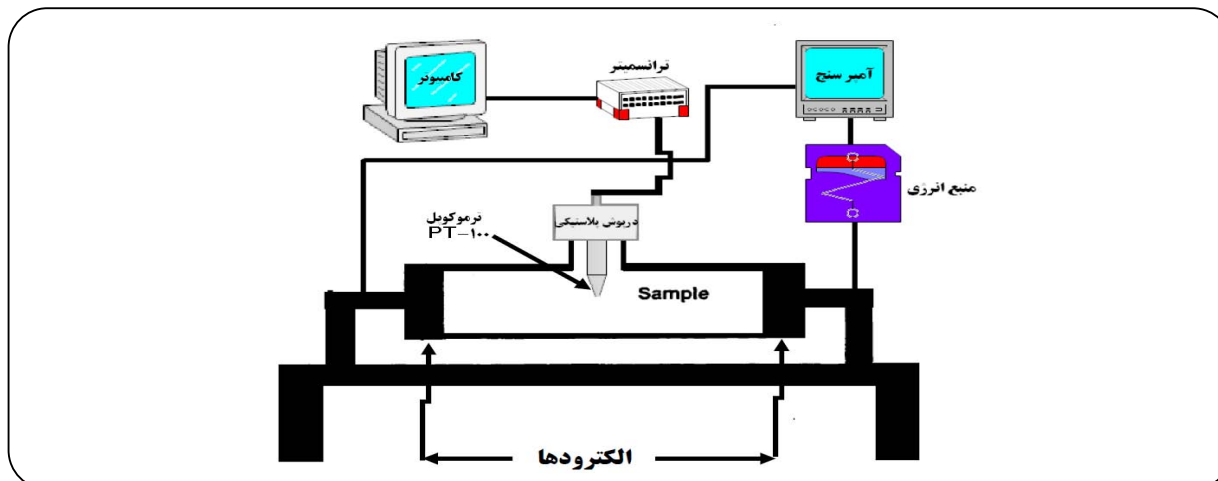 ترانسمیتر
کامپیوتر
آمپر سنج
منبع انرژی
درپوش پلاستیکی
ترموکوپل
PT-۱۰۰
Sample
الکترودها